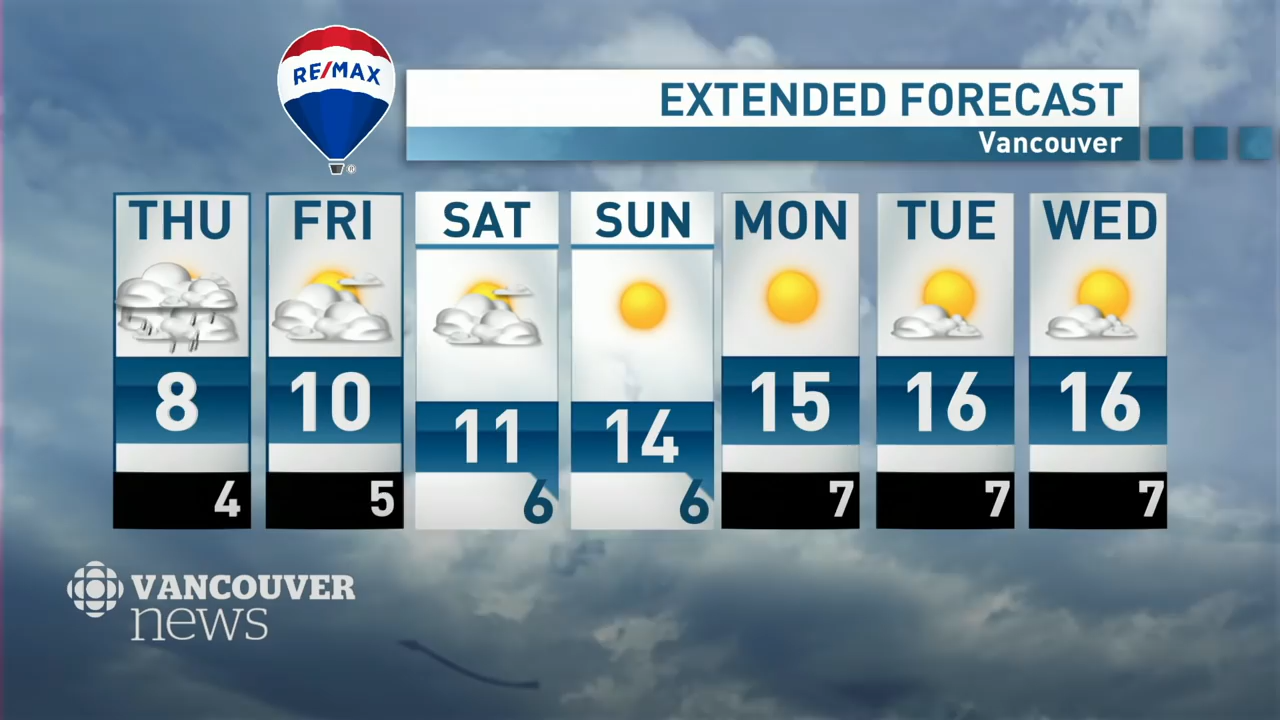 RE/MAX
®
EXTENDED FORECAST
Vancouver
THU FRI SAT SUN MON TUE WED
8 10 11 14 15 16 16
4 5 6 6 7 7 7
VANCOUVER
news